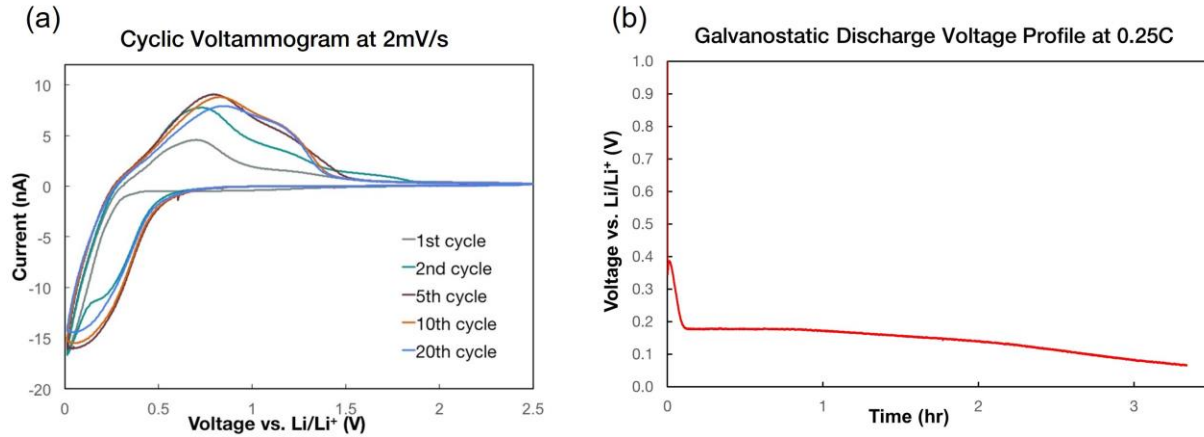 (a)
Cyclic Voltammogram at 2mV/s
10
5
0
-5
-10
-15
-20
Current (nA)
1st cycle
2nd cycle
5th cycle
10th cycle
20th cycle
0
0.5
1
1.5
2
2.5
Voltage vs. Li/Li⁺ (V)
(b)
Galvanostatic Discharge Voltage Profile at 0.25C
1.0
0.9
0.8
0.7
0.6
0.5
0.4
0.3
0.2
0.1
0.0
Voltage vs. Li/Li⁺ (V)
0
1
2
3
Time (hr)